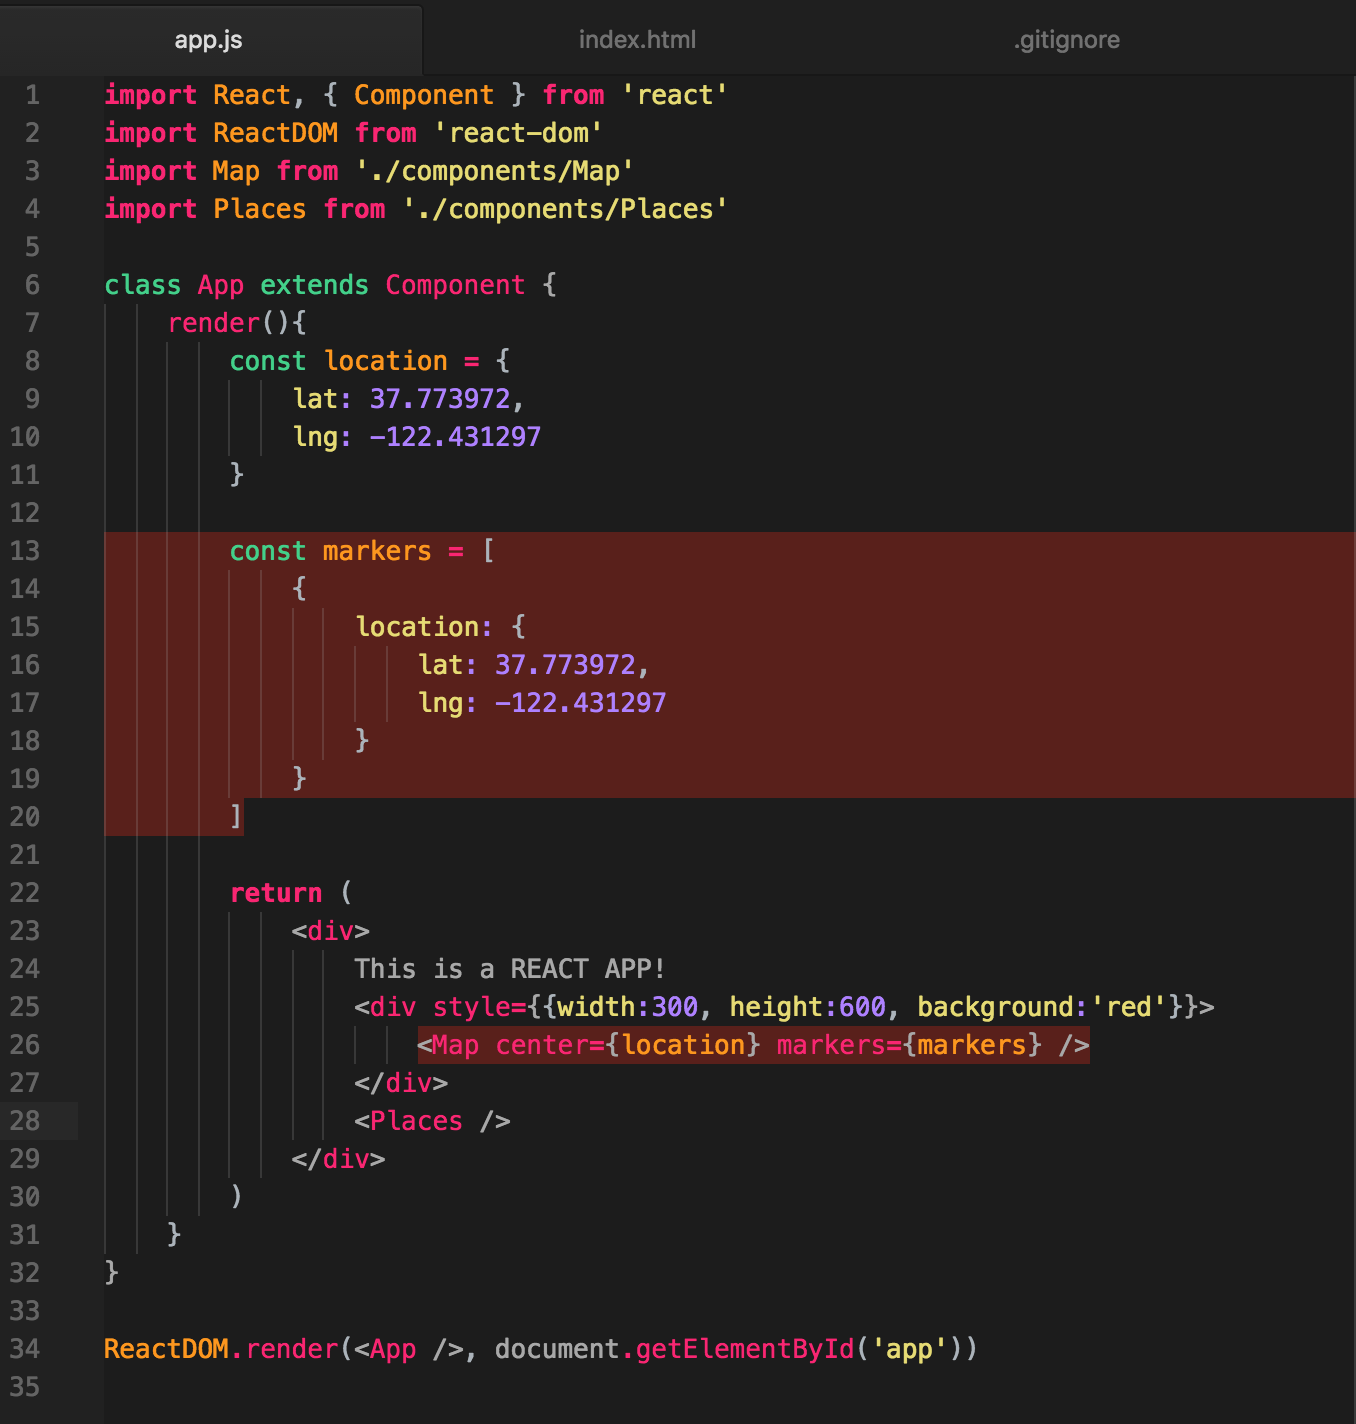 app.js
index.html
.gitignore
1 import React, { Component } from 'react'
2 import ReactDOM from 'react-dom'
3 import Map from './components/Map'
4 import Places from './components/Places'
5
6 class App extends Component {
7     render(){
8         const location = {
9             lat: 37.773972,
10             lng: -122.431297
11         }
12
13         const markers = [
14             {
15                 location: {
16                     lat: 37.773972,
17                     lng: -122.431297
18                 }
19             }
20         ]
21
22         return (
23             <div>
24                 This is a REACT APP!
25                 <div style={{width:300, height:600, background:'red'}}>
26                     <Map center={location} markers={markers} />
27                 </div>
28                 <Places />
29             </div>
30         )
31     }
32 }
33
34 ReactDOM.render(<App />, document.getElementById('app'))
35